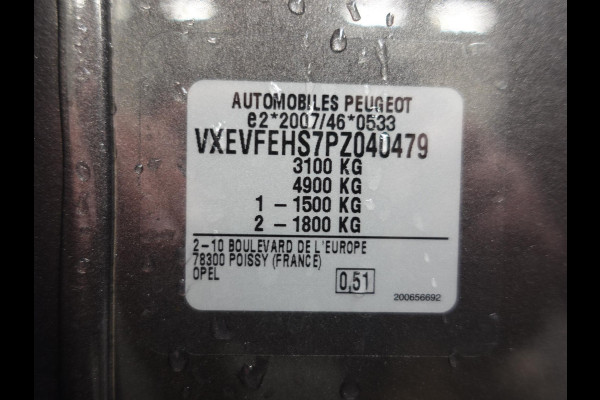 AUTOMOBILES PEUGEOT
e2*2007/46*0533
VXEVFEHS7PZ040479
3100 KG
4900 KG
1 - 1500 KG
2 - 1800 KG
2-10 BOULEVARD DE L'EUROPE
78300 POISSY (FRANCE)
OPEL
0,51
200656692